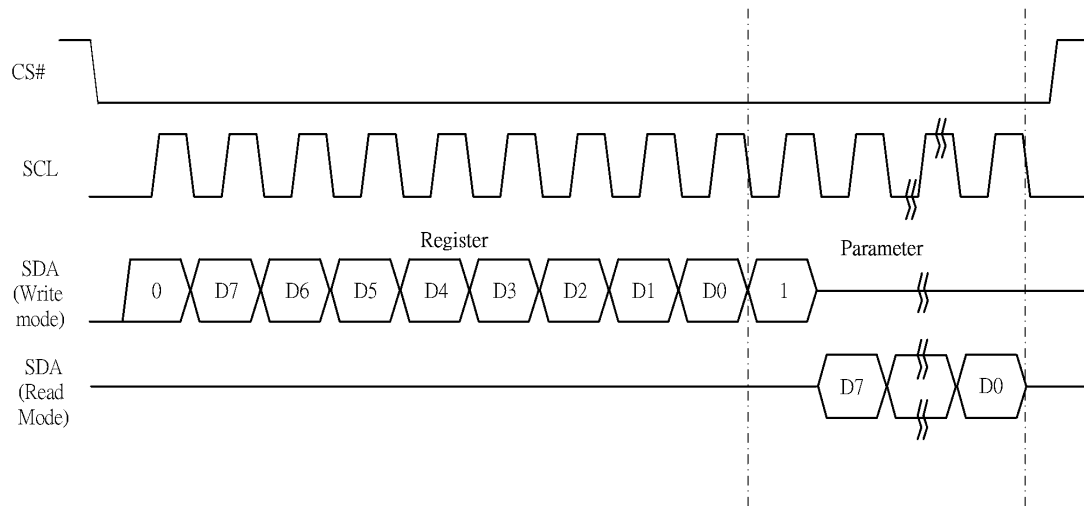 CS#
SCL
Register
Parameter
SDA
(Write
mode)
0 D7 D6 D5 D4 D3 D2 D1 D0 1
SDA
(Read
Mode)
D7 D0